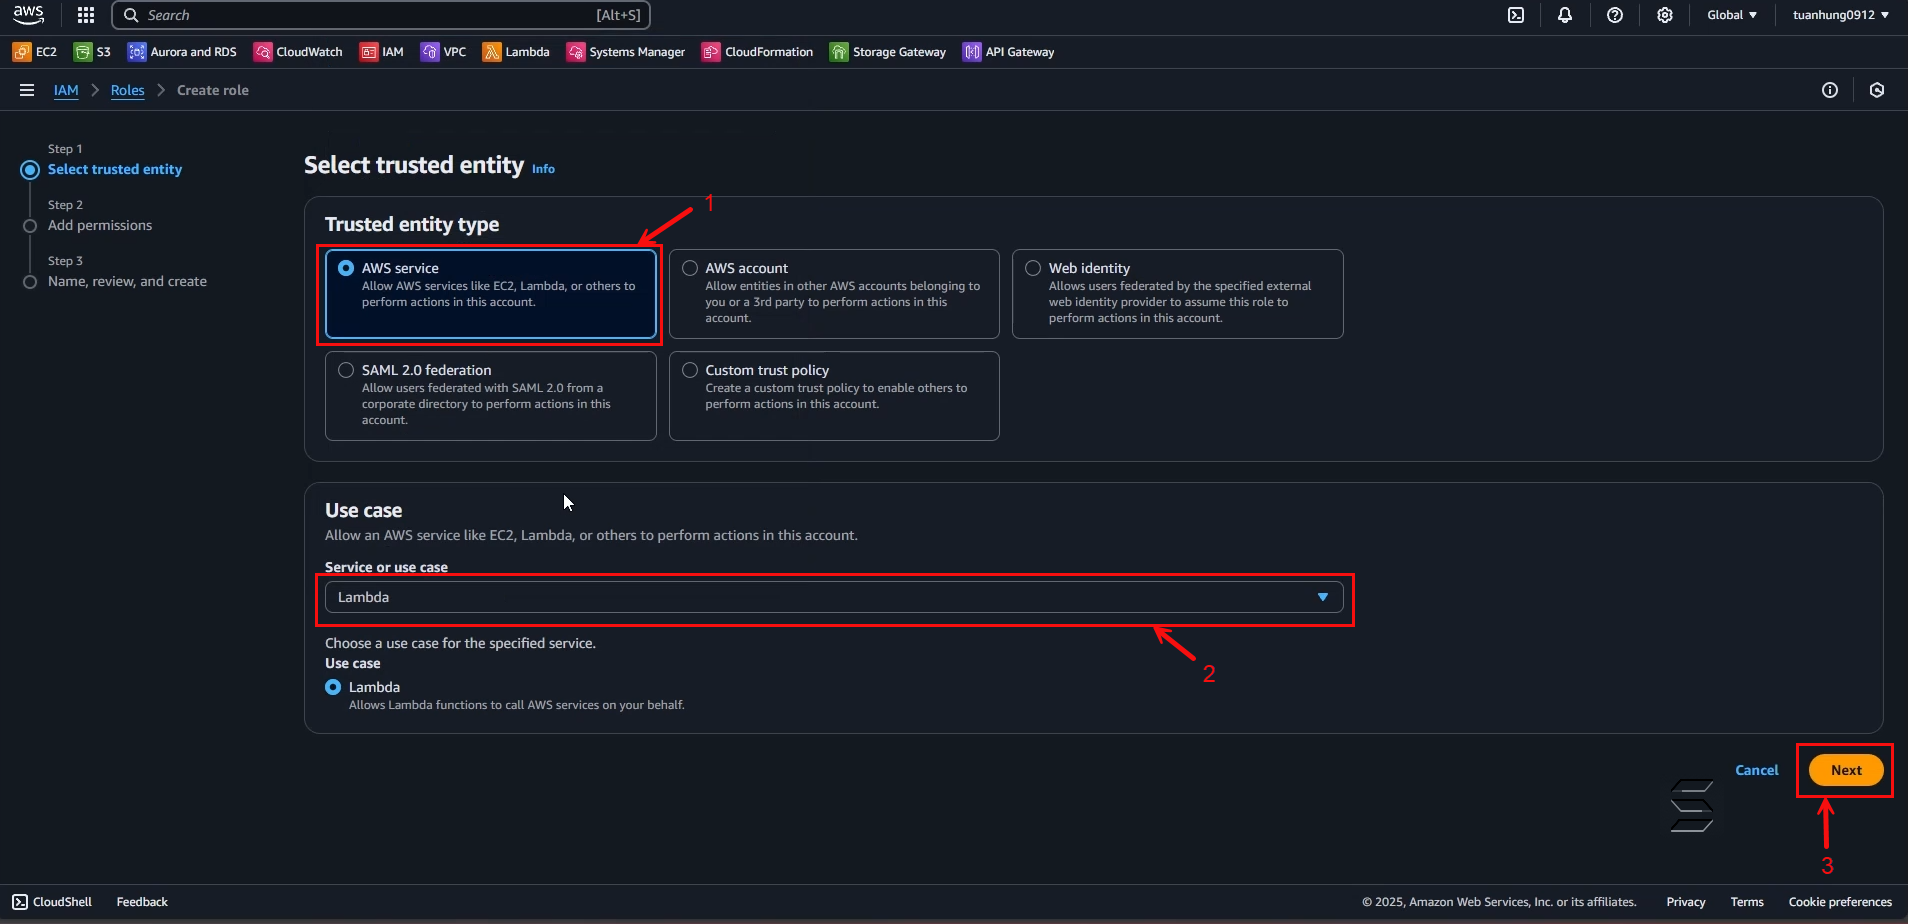 aws
Search [Alt+S]
Global
tuanhung0912
EC2 S3 Aurora and RDS CloudWatch IAM VPC Lambda Systems Manager CloudFormation Storage Gateway API Gateway
IAM Roles Create role
Step 1
Select trusted entity
Step 2
Add permissions
Step 3
Name, review, and create
Select trusted entity Info
1
Trusted entity type
AWS service
Allow AWS services like EC2, Lambda, or others to
perform actions in this account.
AWS account
Allow entities in other AWS accounts belonging to
you or a 3rd party to perform actions in this
account.
Web identity
Allows users federated by the specified external
web identity provider to assume this role to
perform actions in this account.
SAML 2.0 federation
Allow users federated with SAML 2.0 from a
corporate directory to perform actions in this
account.
Custom trust policy
Create a custom trust policy to enable others to
perform actions in this account.
Use case
Allow an AWS service like EC2, Lambda, or others to perform actions in this account.
Service or use case
Lambda
Choose a use case for the specified service.
Use case
2
Lambda
Allows Lambda functions to call AWS services on your behalf.
Cancel Next
3
CloudShell Feedback
© 2025, Amazon Web Services, Inc. or its affiliates. Privacy Terms Cookie preferences